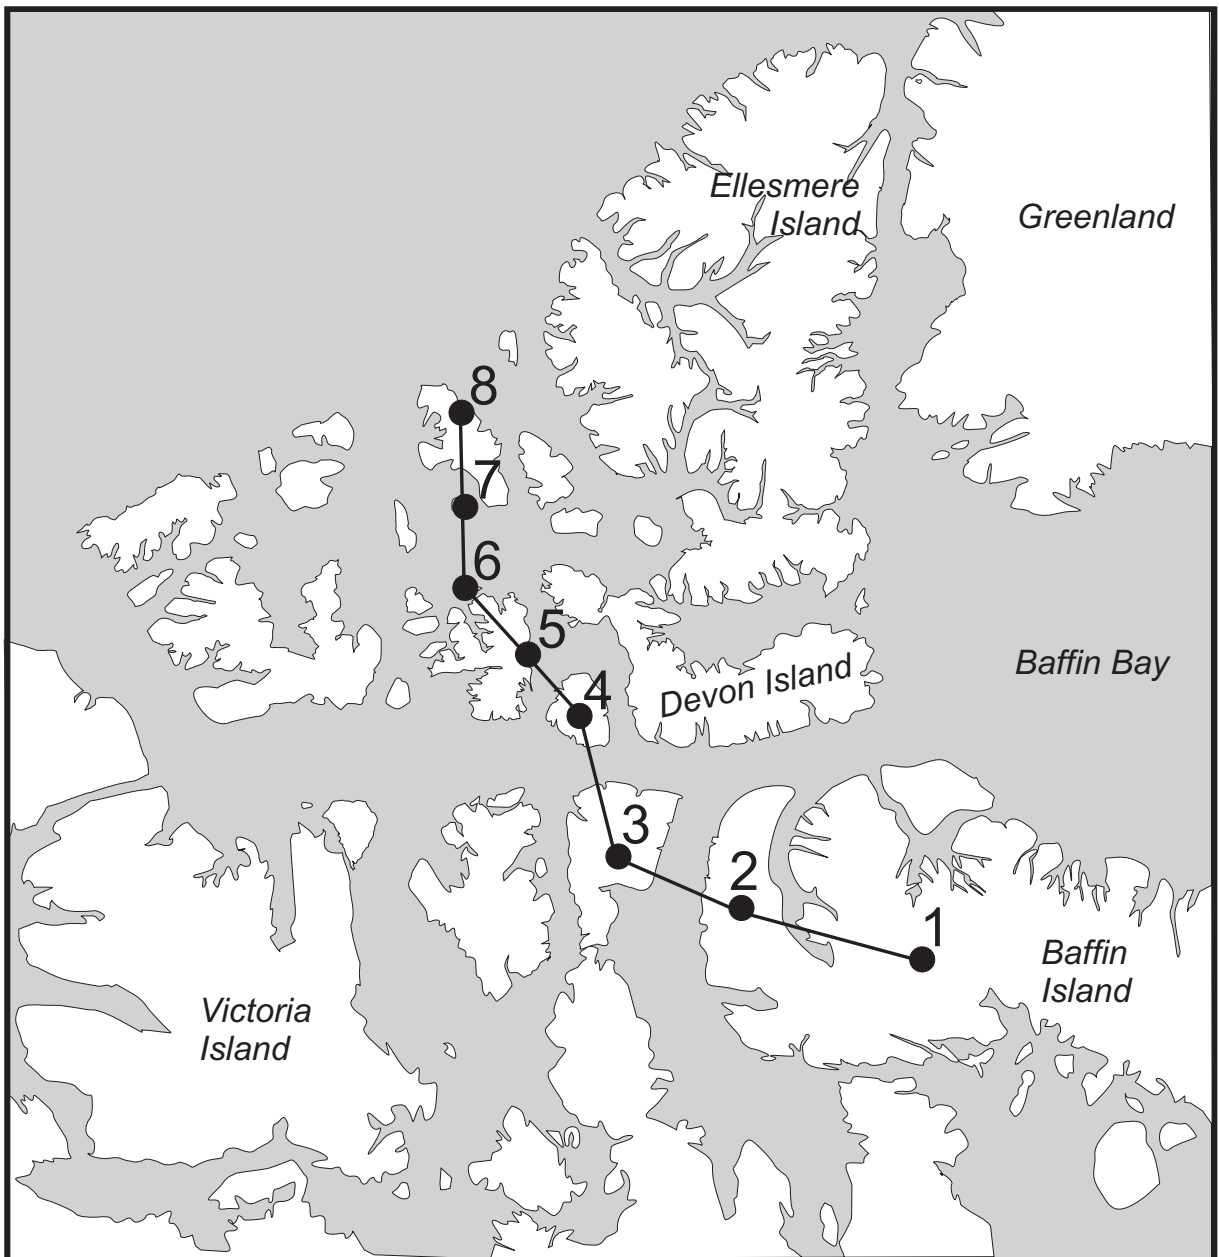 Ellesmere
Island
Greenland
8
7
6
5
4
Devon Island
Baffin Bay
3
2
1
Baffin
Island
Victoria
Island